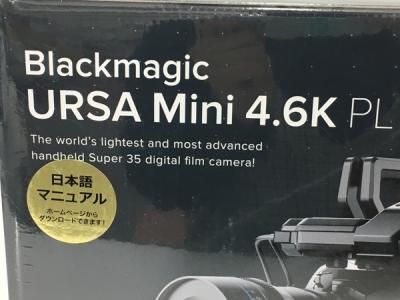 Blackmagic
URSA Mini 4.6K PL
The world's lightest and most advanced
handheld Super 35 digital film camera!
日本語
マニュアル
ホームページから
ダウンロードできます!